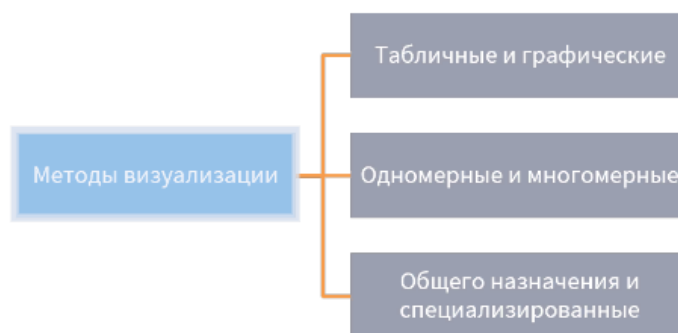 Табличные и графические
Методы визуализации
Одномерные и многомерные
Общего назначения и
специализированные